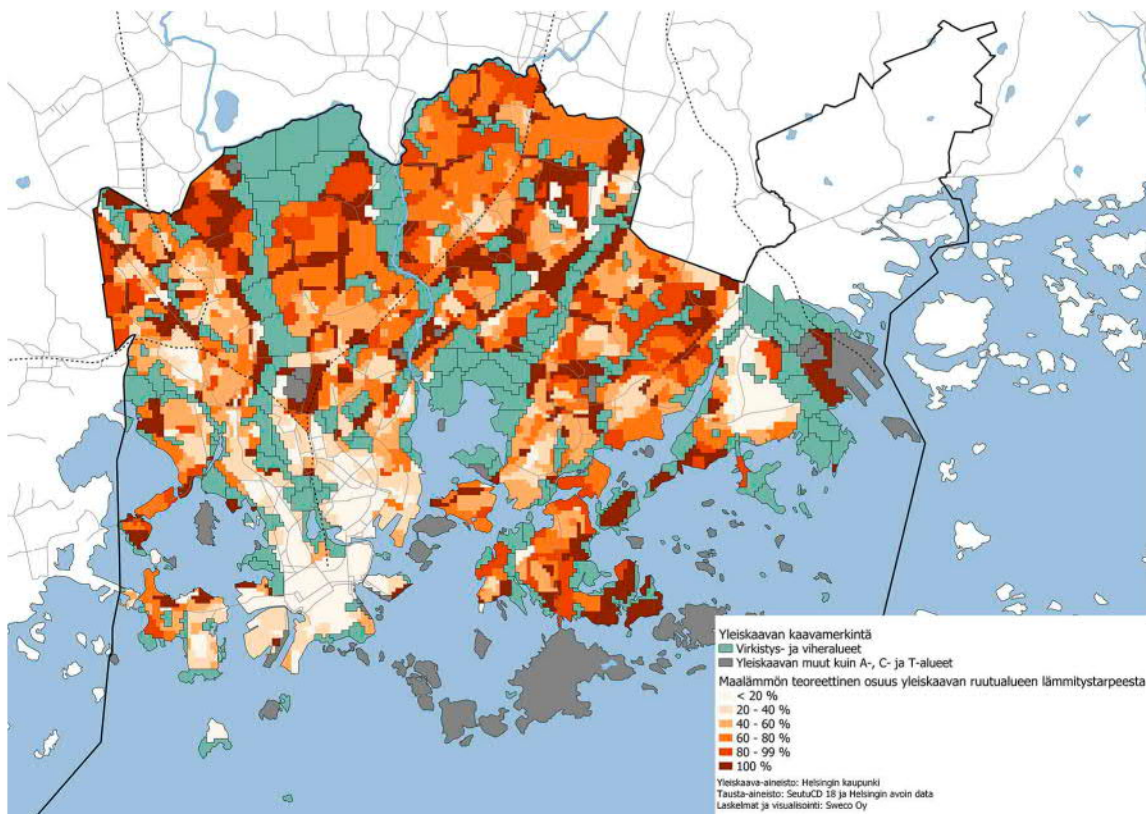 Yleiskaavan kaavamerkintä
Virkistys- ja viheralueet
Yleiskaavan muut kuin A-, C- ja T-alueet
Maalämmön teoreettinen osuus yleiskaavan ruutualueen lämmitystarpeesta
< 20 %
20 - 40 %
40 - 60 %
60 - 80 %
80 - 99 %
100 %
Yleiskaava-aineisto: Helsingin kaupunki
Tausta-aineisto: SeutuCD 18 ja Helsingin avoin data
Laskelmat ja visualisointi: Sweco Oy